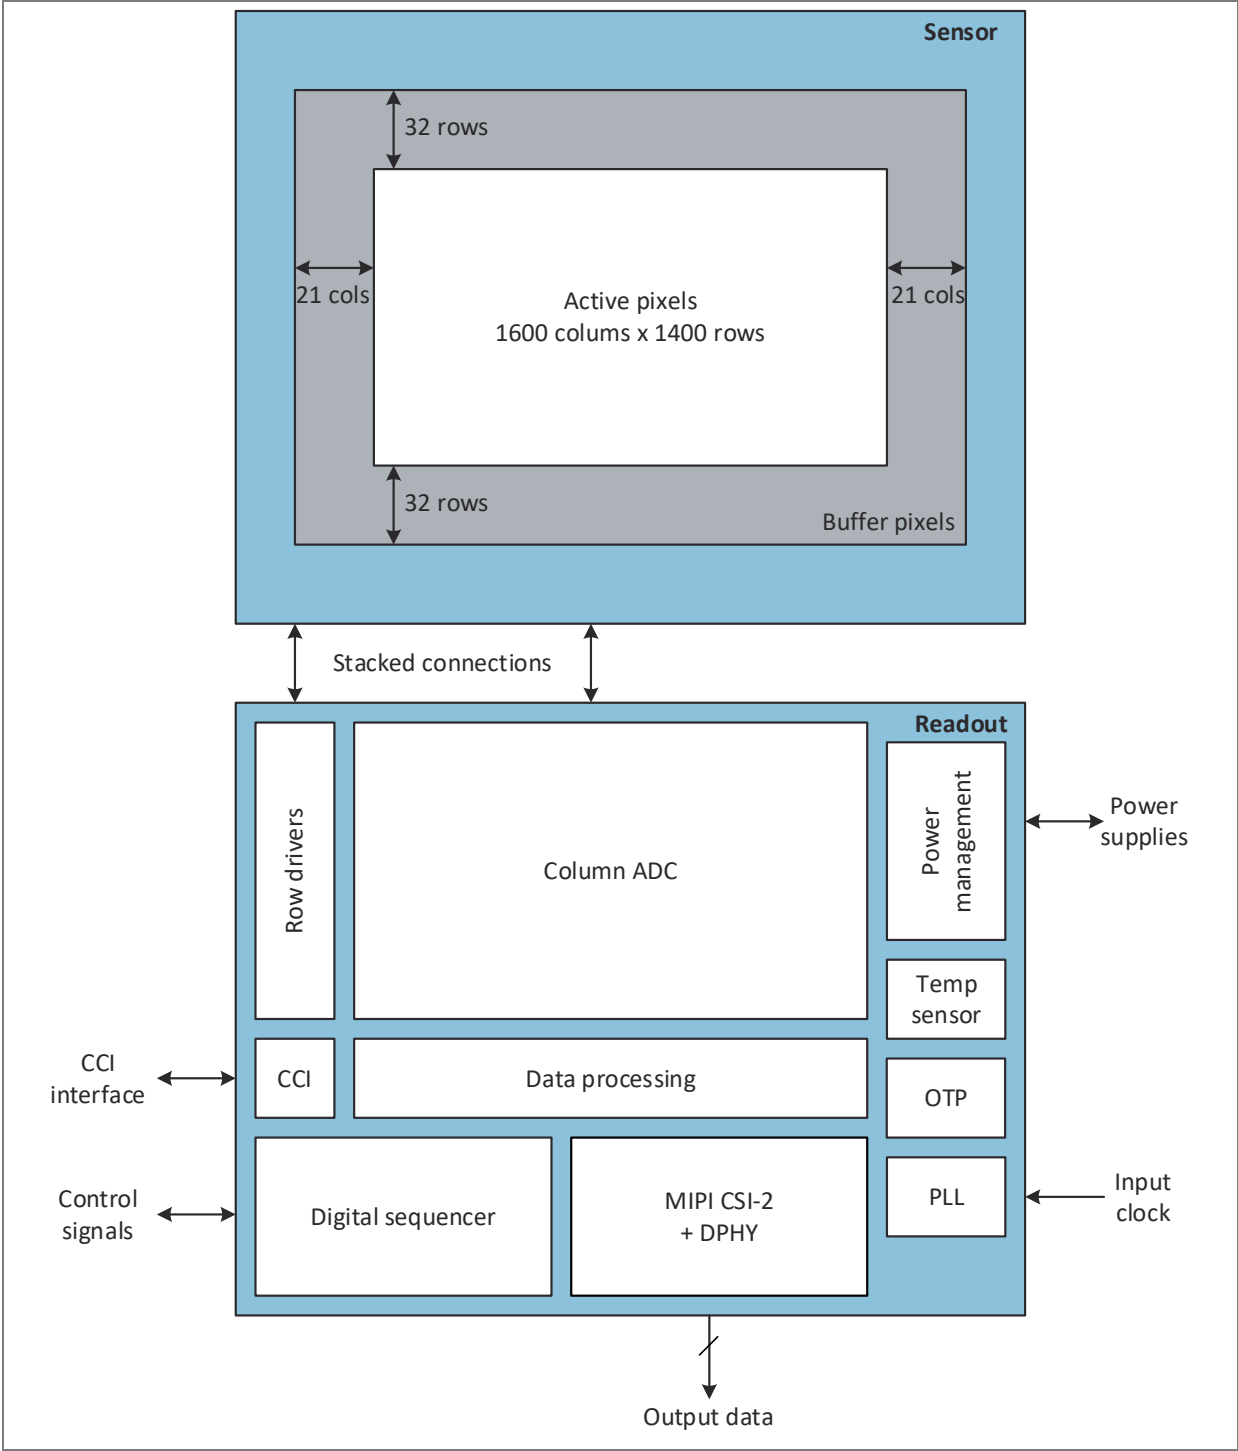 Sensor
32 rows
21 cols
21 cols
Active pixels
1600 colums x 1400 rows
32 rows
Buffer pixels
Stacked connections
Readout
Row drivers
Column ADC
Power
management
Power
supplies
Temp
sensor
CCI
interface
CCI
Data processing
OTP
Control
signals
Digital sequencer
MIPI CSI-2
+ DPHY
PLL
Input
clock
Output data